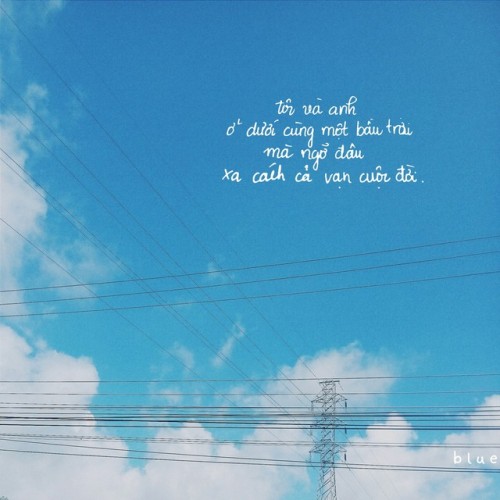 tôi và anh
ở dưới cùng một bầu trời
mà ngỡ đâu
xa cách cả vạn cuộc đời.
blue